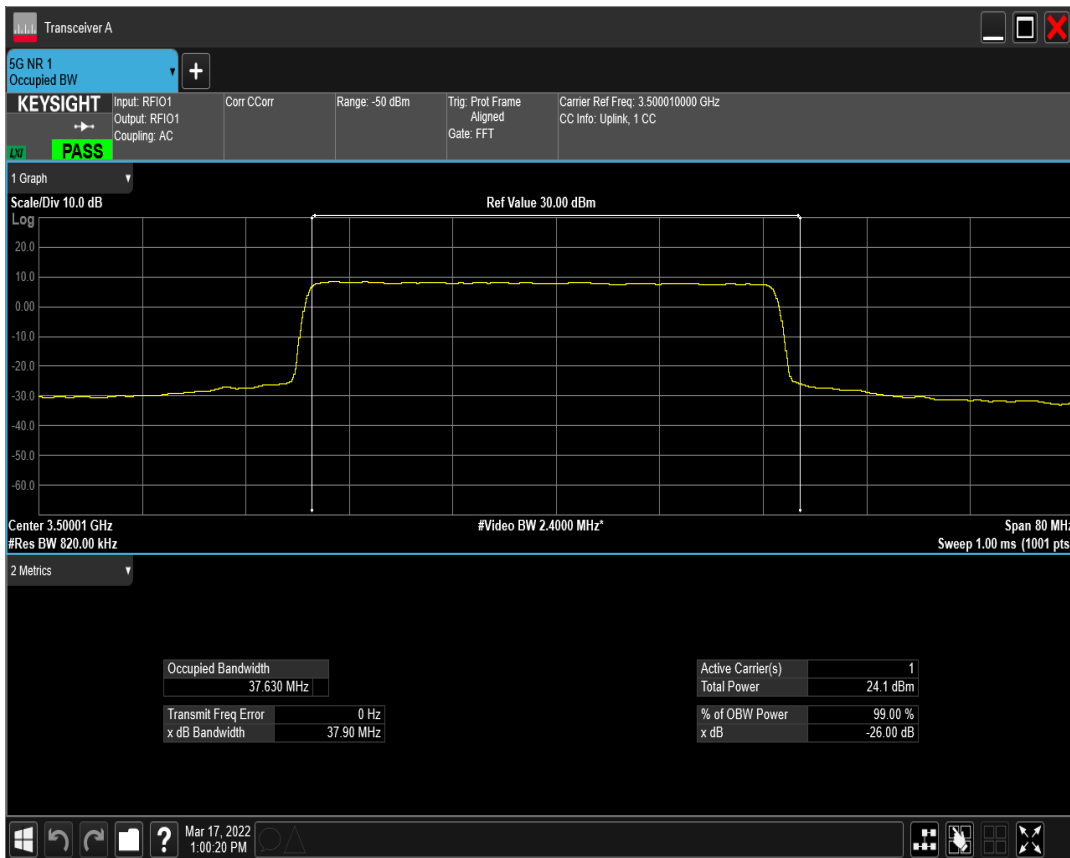 Transceiver A
5G NR 1
Occupied BW
KEYSIGHT
LXI
PASS
Input: RFIO1
Output: RFIO1
Coupling: AC
Corr CCorr
Range: -50 dBm
Trig: Prot Frame
Aligned
Gate: FFT
Carrier Ref Freq: 3.500010000 GHz
CC Info: Uplink, 1 CC
1 Graph
Scale/Div 10.0 dB
Ref Value 30.00 dBm
Log
20.0
10.0
0.00
-10.0
-20.0
-30.0
-40.0
-50.0
-60.0
Center 3.50001 GHz
#Video BW 2.4000 MHz*
Span 80 MHz
#Res BW 820.00 kHz
Sweep 1.00 ms (1001 pts
2 Metrics
Occupied Bandwidth
37.630 MHz
Transmit Freq Error 0 Hz
x dB Bandwidth 37.90 MHz
Active Carrier(s) 1
Total Power 24.1 dBm
% of OBW Power 99.00 %
x dB -26.00 dB
?
Mar 17, 2022
1:00:20 PM